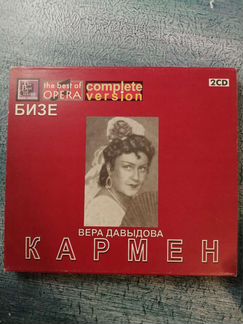 the best of
OPERA
complete
version
2CD
БИЗЕ
ВЕРА ДАВЫДОВА
КАРМЕН